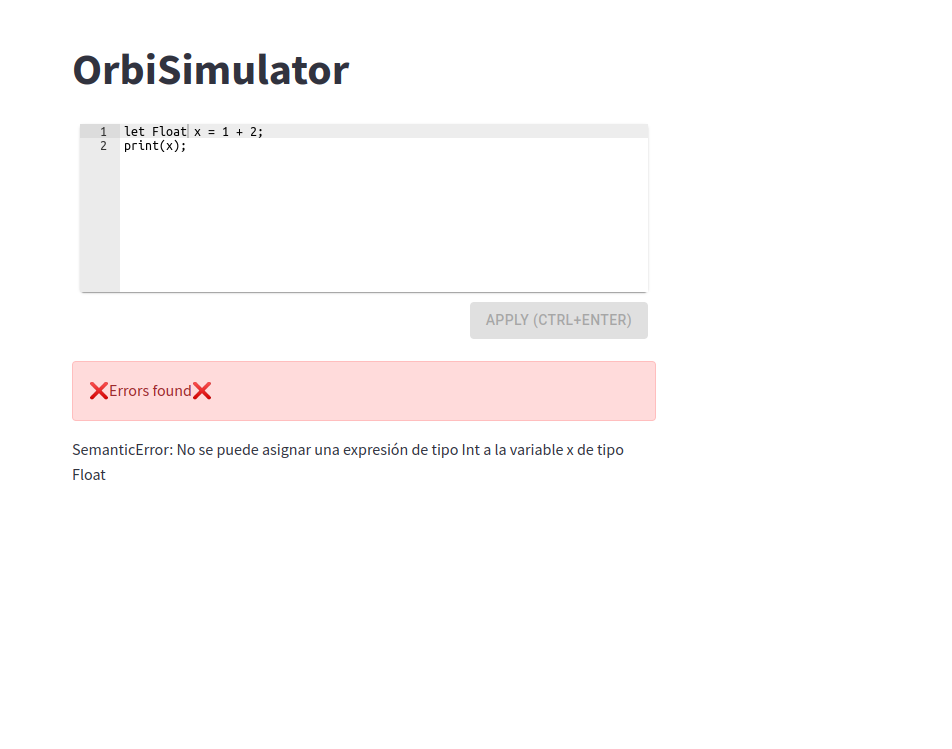 OrbiSimulator
1 let Float x = 1 + 2;
2 print(x);
APPLY (CTRL+ENTER)
❌Errors found❌
SemanticError: No se puede asignar una expresión de tipo Int a la variable x de tipo
Float